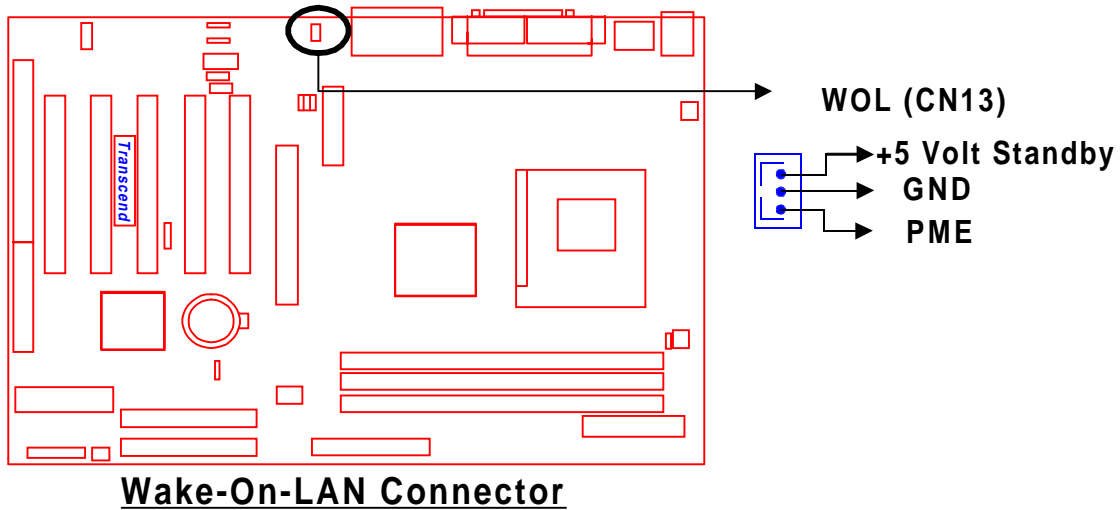 WOL (CN13)
+5 Volt Standby
GND
PME
Transcend
Wake-On-LAN Connector